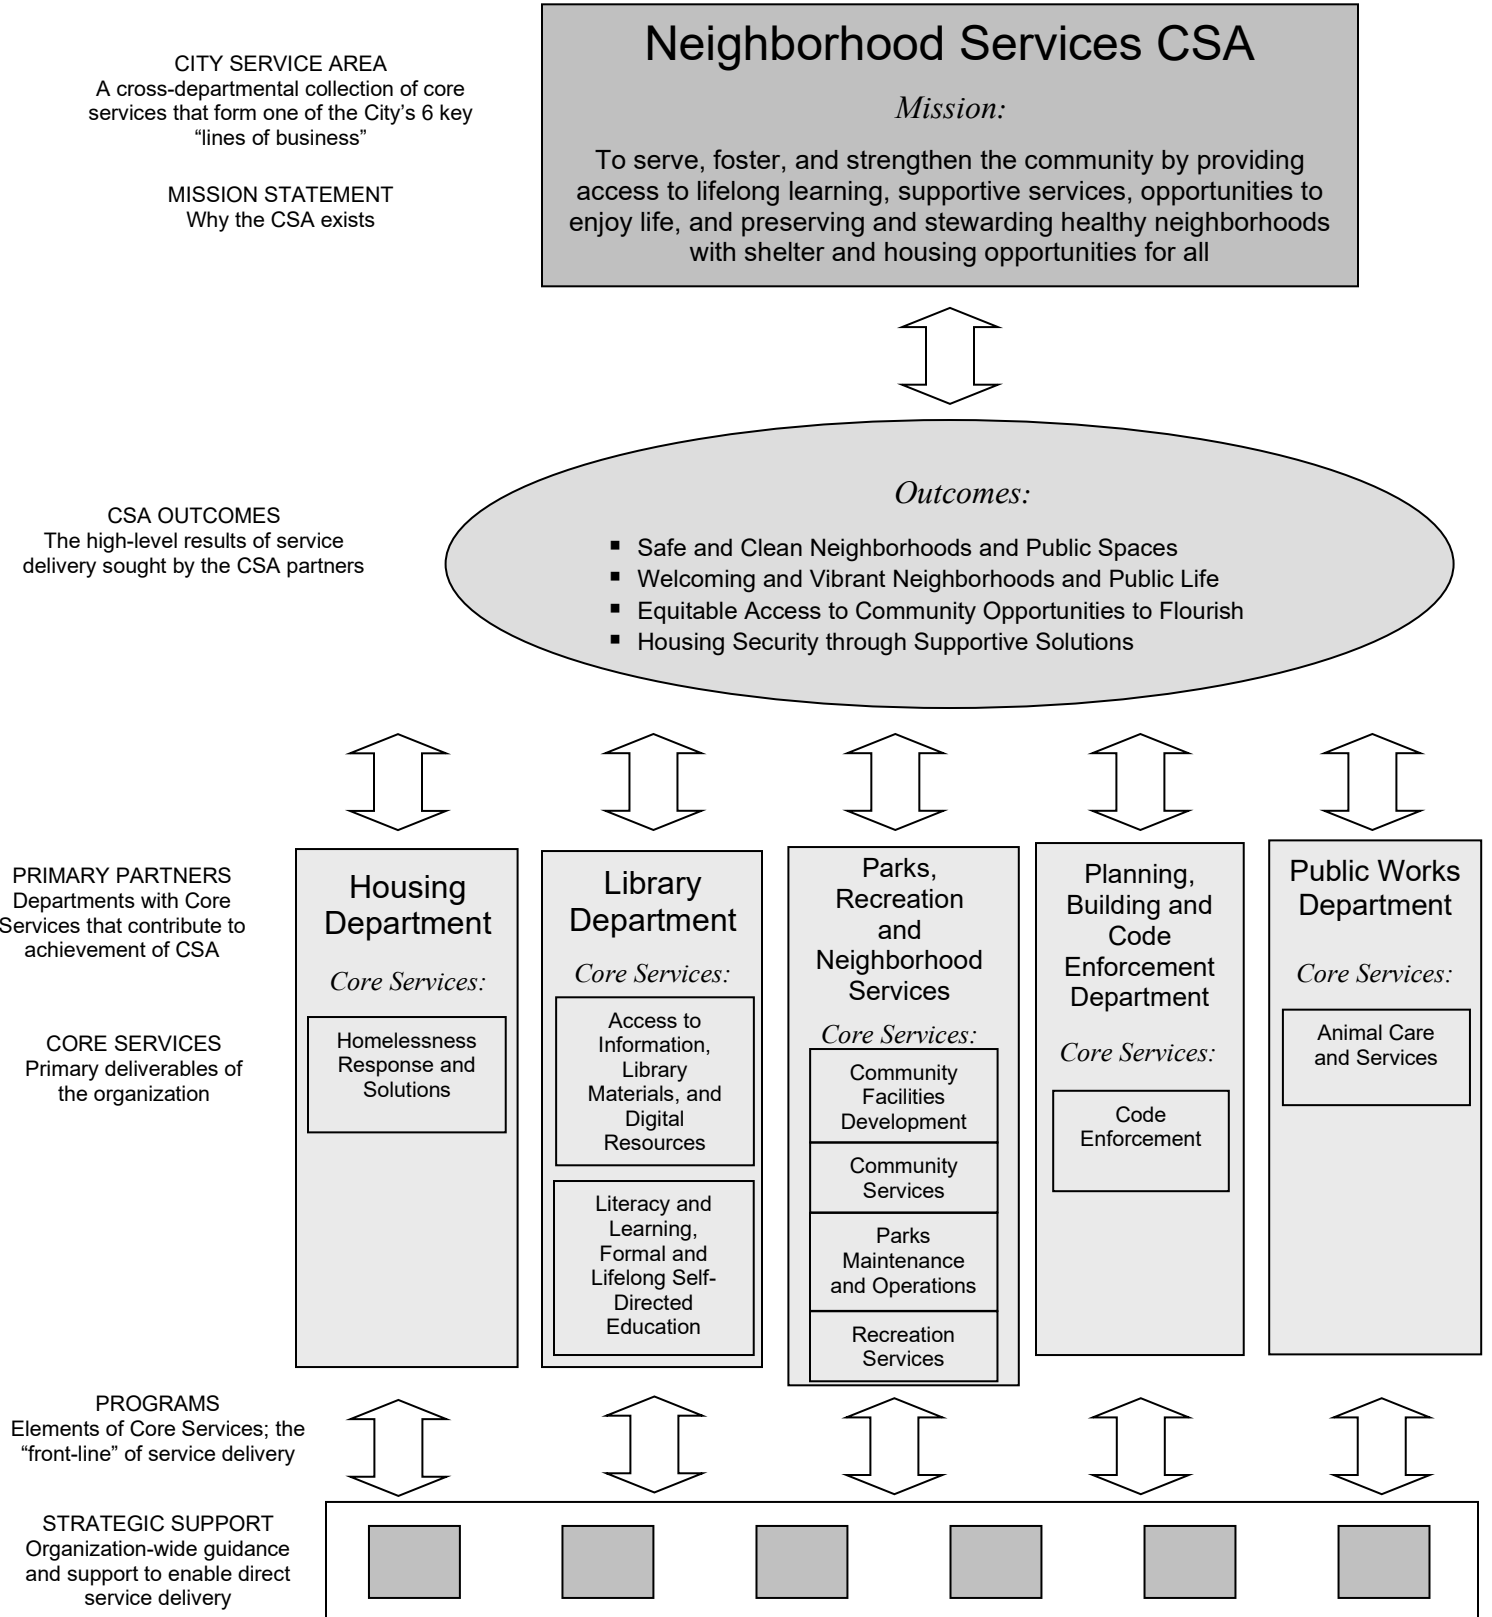 Neighborhood Services CSA
Mission:
To serve, foster, and strengthen the community by providing
access to lifelong learning, supportive services, opportunities to
enjoy life, and preserving and stewarding healthy neighborhoods
with shelter and housing opportunities for all
CITY SERVICE AREA
A cross-departmental collection of core
services that form one of the City’s 6 key
“lines of business”
MISSION STATEMENT
Why the CSA exists
CSA OUTCOMES
The high-level results of service
delivery sought by the CSA partners
Outcomes:
▪ Safe and Clean Neighborhoods and Public Spaces
▪ Welcoming and Vibrant Neighborhoods and Public Life
▪ Equitable Access to Community Opportunities to Flourish
▪ Housing Security through Supportive Solutions
PRIMARY PARTNERS
Departments with Core
Services that contribute to
achievement of CSA
CORE SERVICES
Primary deliverables of
the organization
Housing
Department
Core Services:
Homelessness
Response and
Solutions
Library
Department
Core Services:
Access to
Information,
Library
Materials, and
Digital
Resources
Literacy and
Learning,
Formal and
Lifelong Self-
Directed
Education
Parks,
Recreation
and
Neighborhood
Services
Core Services:
Community
Facilities
Development
Community
Services
Parks
Maintenance
and Operations
Recreation
Services
Planning,
Building and
Code
Enforcement
Department
Core Services:
Code
Enforcement
Public Works
Department
Core Services:
Animal Care
and Services
PROGRAMS
Elements of Core Services; the
“front-line” of service delivery
STRATEGIC SUPPORT
Organization-wide guidance
and support to enable direct
service delivery